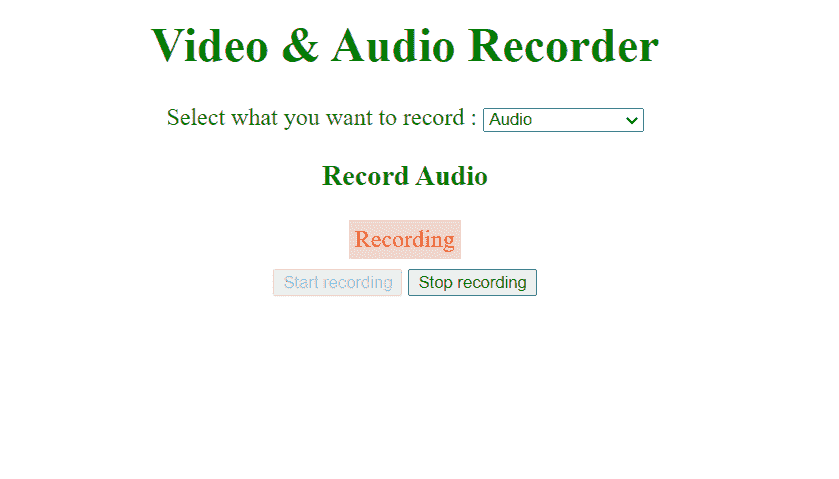 Video & Audio Recorder
Select what you want to record : Audio
Record Audio
Recording
Start recording Stop recording